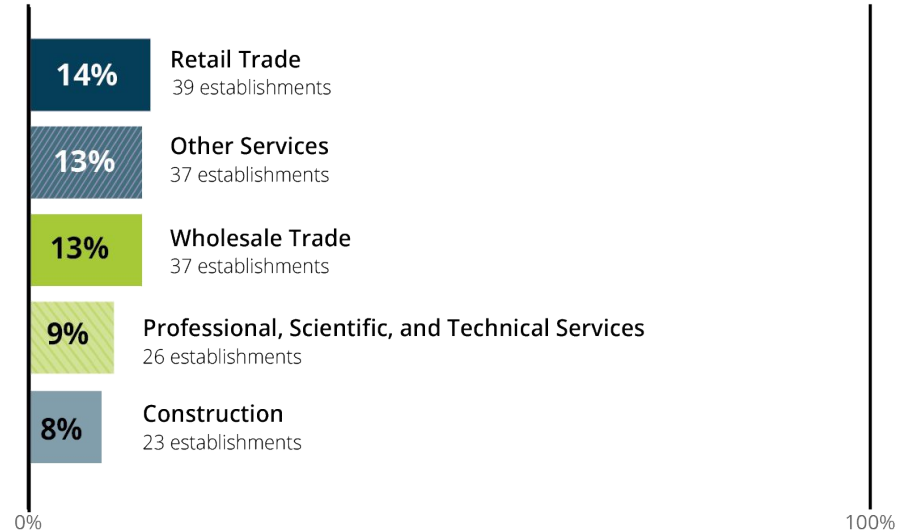 14%
Retail Trade
39 establishments
13%
Other Services
37 establishments
13%
Wholesale Trade
37 establishments
9%
Professional, Scientific, and Technical Services
26 establishments
8%
Construction
23 establishments
0%
100%